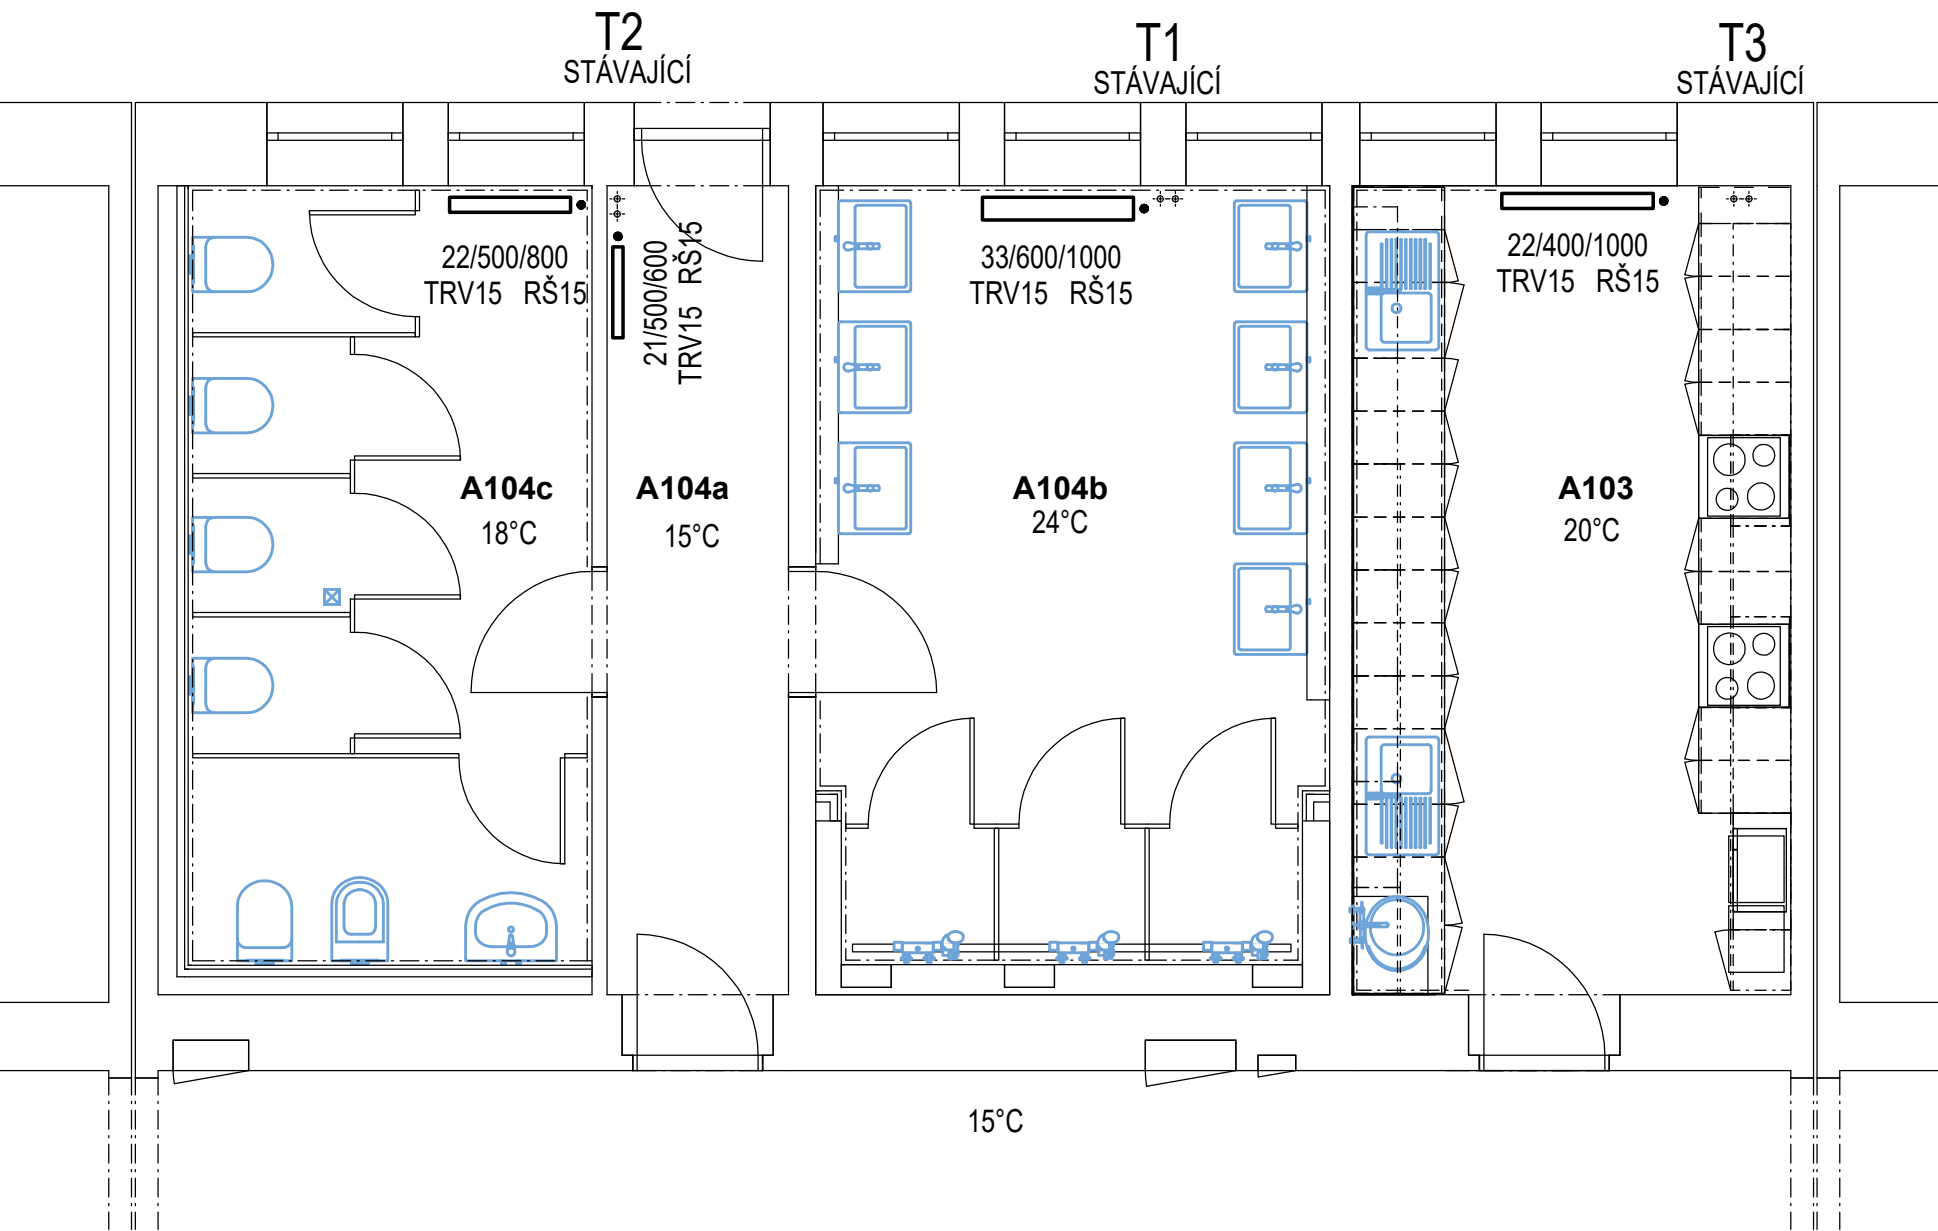 T2
STÁVAJÍCÍ
T1
STÁVAJÍCÍ
T3
STÁVAJÍCÍ
22/500/800
TRV15 RŠ15
21/500/600
TRV15 RŠ15
33/600/1000
TRV15 RŠ15
22/400/1000
TRV15 RŠ15
A104c
18°C
A104a
15°C
A104b
24°C
A103
20°C
15°C